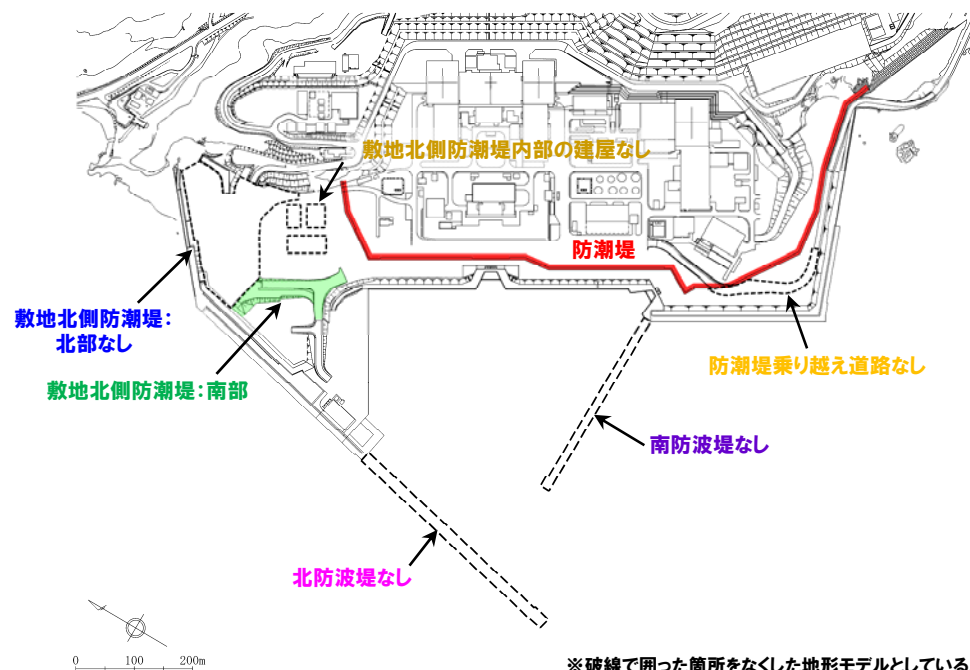 敷地北側防潮堤内部の建屋なし
防潮堤
敷地北側防潮堤：
北部なし
敷地北側防潮堤：南部
防潮堤乗り越え道路なし
南防波堤なし
北防波堤なし
0 100 200m
※破線で囲った箇所をなくした地形モデルとしている